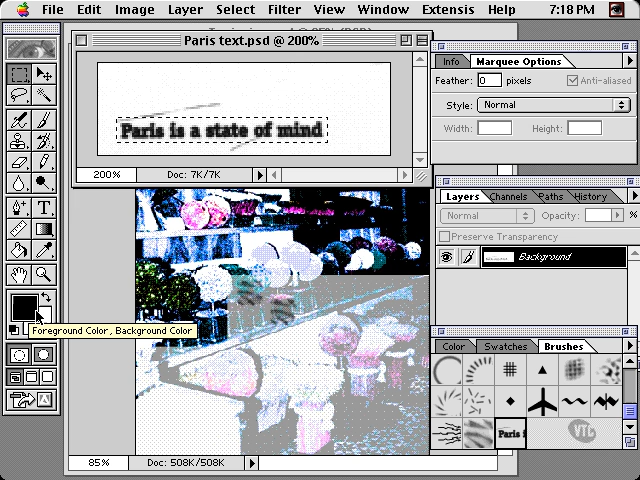 File Edit Image Layer Select Filter View Window Extensis Help 7:18 PM
Paris text.psd @ 200%
Paris is a state of mind
200% Doc: 7K/7K
Info Marquee Options
Feather: 0 pixels Anti-aliased
Style: Normal
Width: Height:
Layers Channels Paths History
Normal Opacity: %
Preserve Transparency
Background
Foreground Color, Background Color
Color Swatches Brushes
Paris i
VTC
85% Doc: 508K/508K